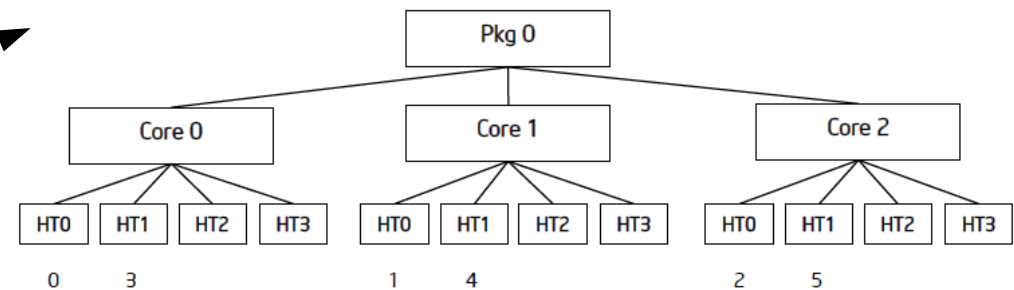 Pkg 0
Core 0 Core 1 Core 2
HT0 HT1 HT2 HT3 HT0 HT1 HT2 HT3 HT0 HT1 HT2 HT3
0 3 1 4 2 5